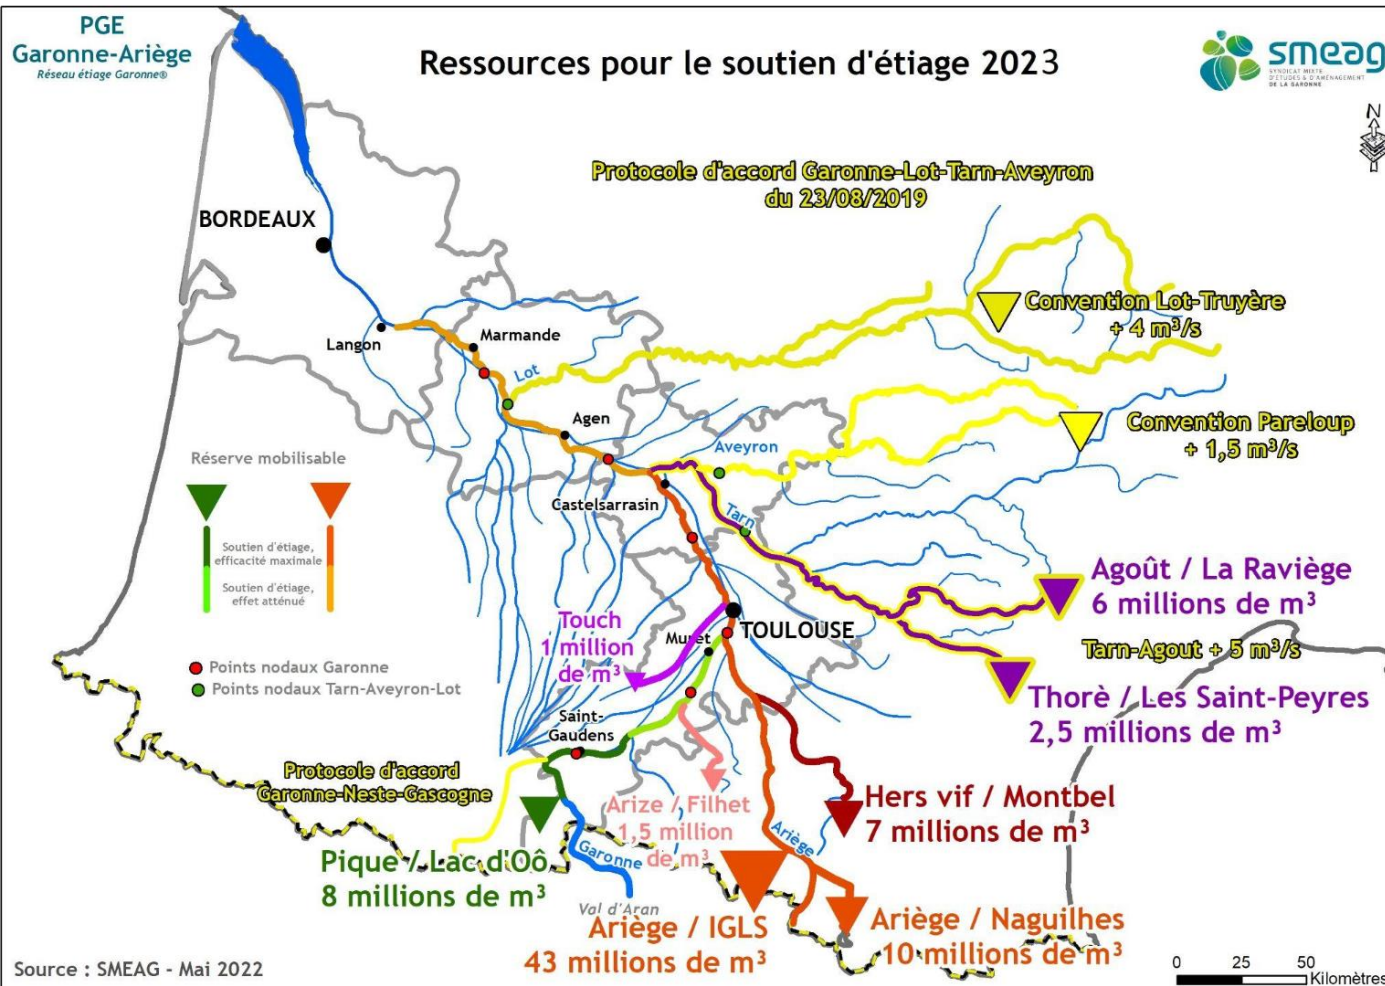 PGE
Garonne-Ariège
Réseau étiage Garonne®
Ressources pour le soutien d'étiage 2023
smeag
SYNDICAT MIXTE
D'ÉTUDES & D'AMÉNAGEMENT
DE LA GARONNE
N
Protocole d'accord Garonne-Lot-Tarn-Aveyron
du 23/08/2019
BORDEAUX
Convention Lot-Truyère
+ 4 m³/s
Langon
Marmande
Lot
Agen
Convention Pareloup
+ 1,5 m³/s
Aveyron
Réserve mobilisable
Castelsarrasin
Tarn
Soutien d'étiage,
efficacité maximale
Soutien d'étiage,
effet atténué
Agoût / La Raviège
6 millions de m³
Touch
1 million
de m³
Muret
TOULOUSE
Tarn-Agout + 5 m³/s
Points nodaux Garonne
Points nodaux Tarn-Aveyron-Lot
Thorè / Les Saint-Peyres
2,5 millions de m³
Saint-
Gaudens
Protocole d'accord
Garonne-Neste-Gascogne
Arize / Filhet
1,5 million
de m³
Hers vif / Montbel
7 millions de m³
Ariège
Garonne
Pique / Lac d'Oô
8 millions de m³
Val d'Aran
Ariège / IGLS
43 millions de m³
Ariège / Naguilhes
10 millions de m³
Source : SMEAG - Mai 2022
0 25 50
Kilomètres